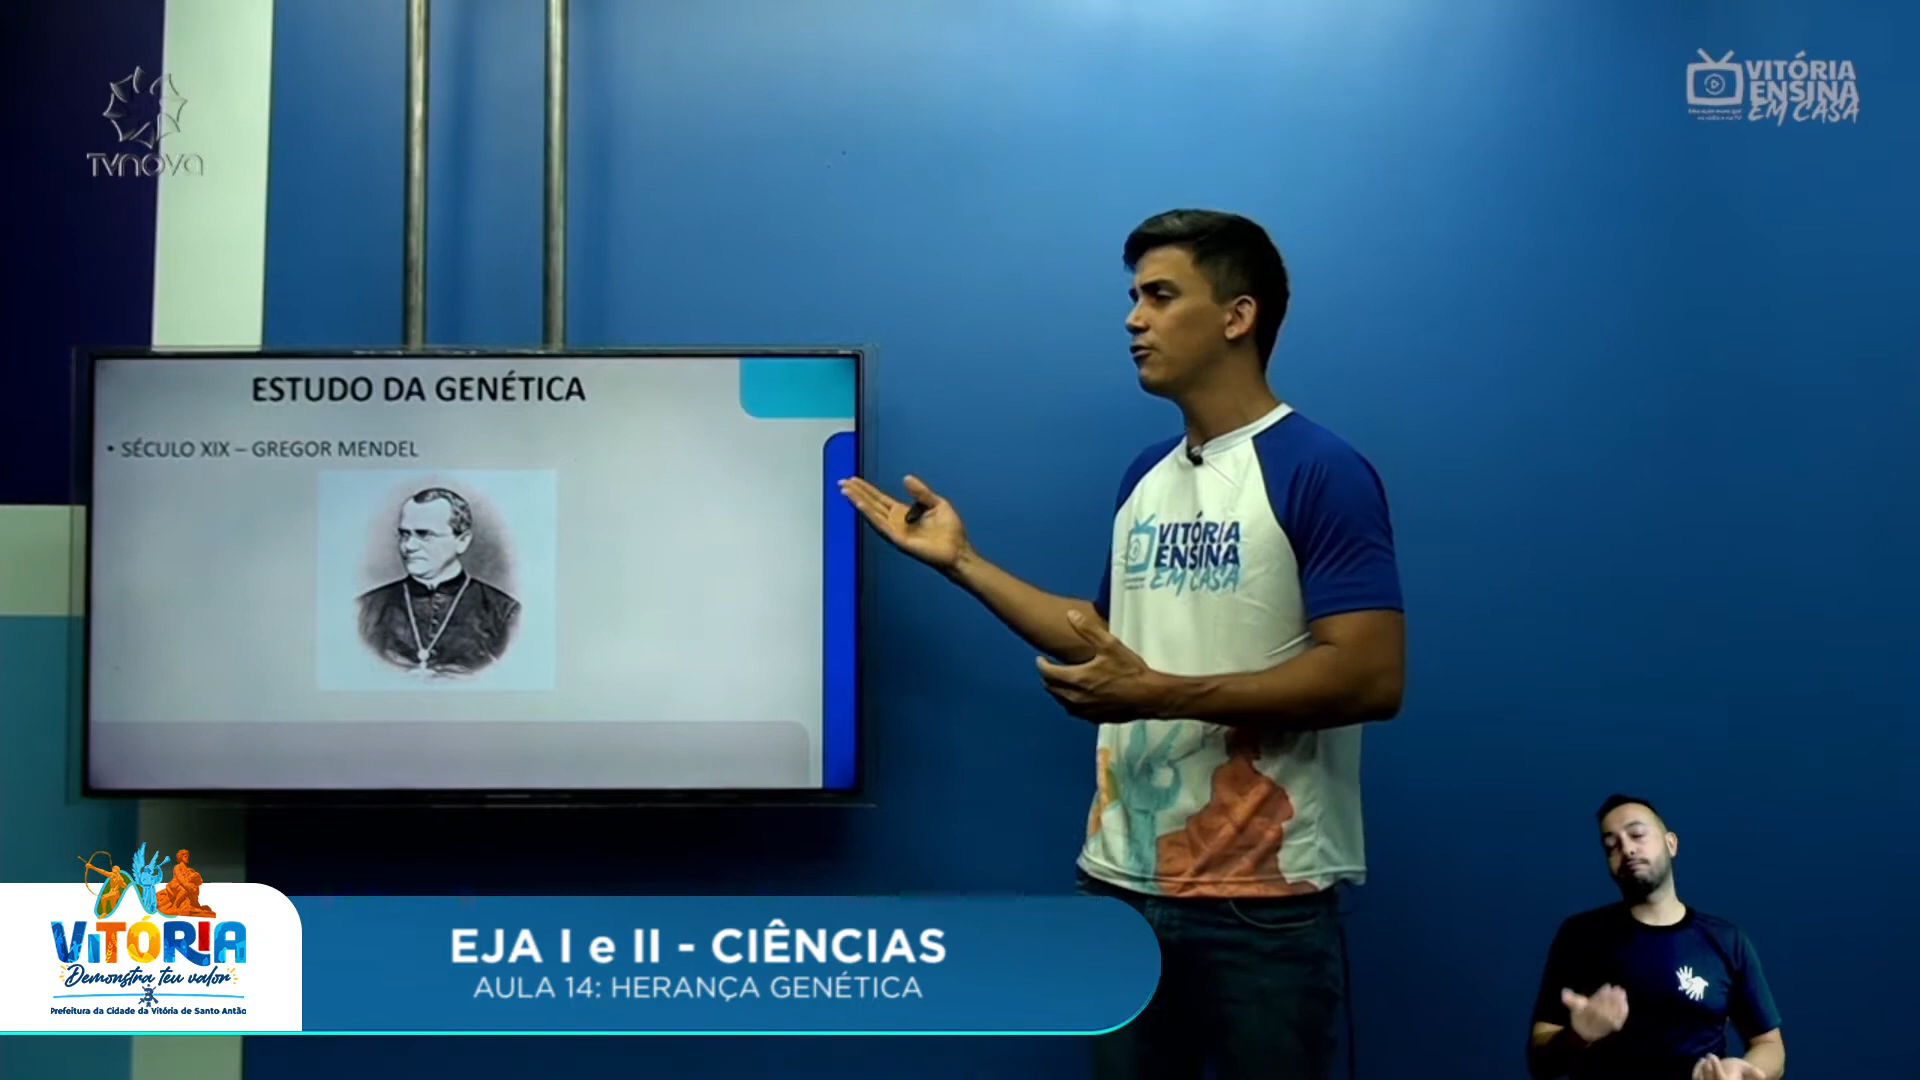 TVNOVA
VITÓRIA
ENSINA
EM CASA
ESTUDO DA GENÉTICA
• SÉCULO XIX – GREGOR MENDEL
VITÓRIA
ENSINA
EM CASA
VITÓRIA
Demonstra teu valor
Prefeitura da Cidade da Vitória de Santo Antão
EJA I e II - CIÊNCIAS
AULA 14: HERANÇA GENÉTICA